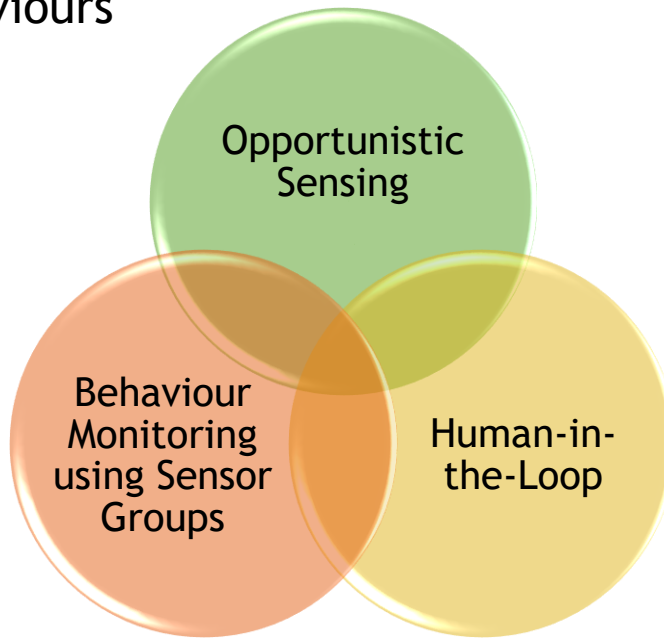 viours
Opportunistic
Sensing
Behaviour
Monitoring
using Sensor
Groups
Human-in-
the-Loop